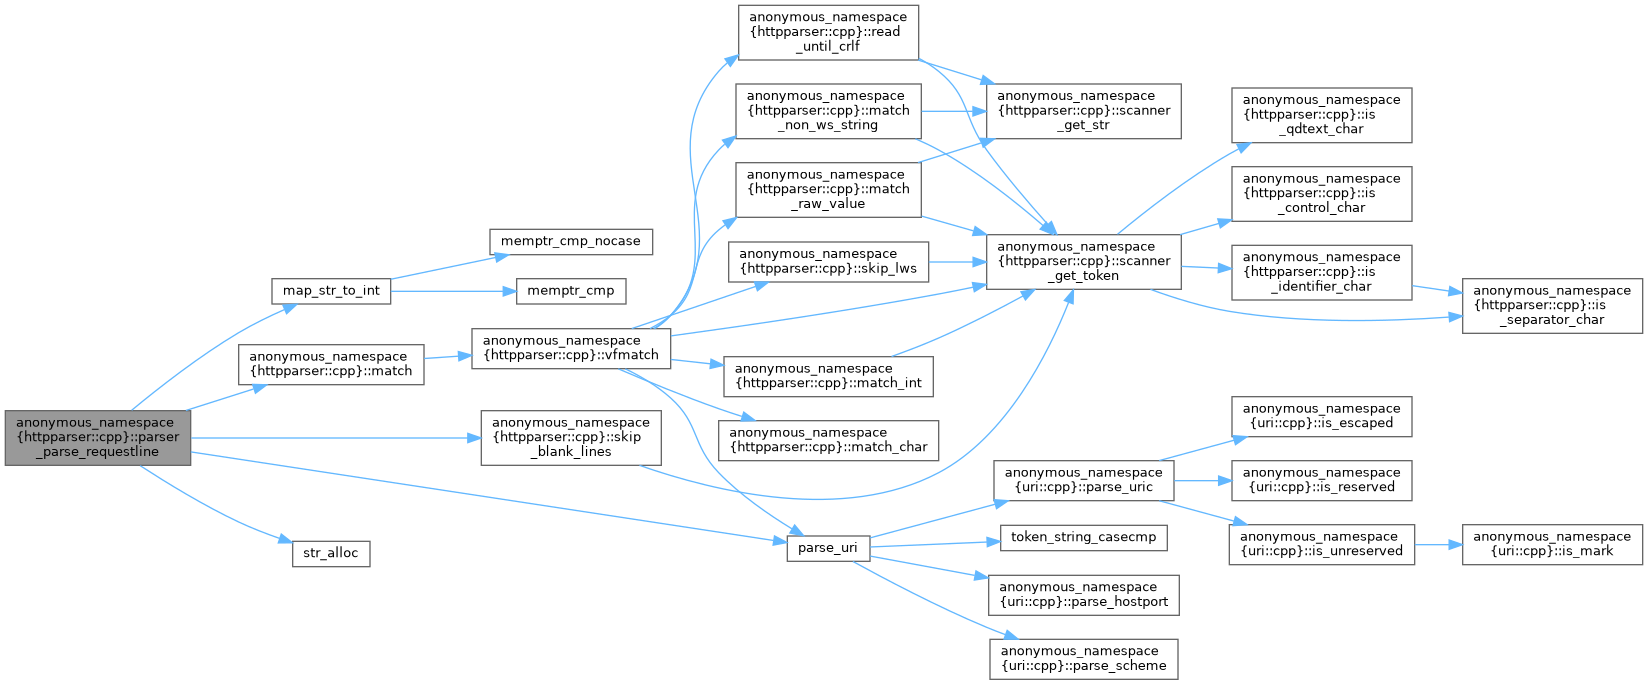 anonymous_namespace
{httpparser::cpp}::parser
_parse_requestline
map_str_to_int
memptr_cmp_nocase
memptr_cmp
anonymous_namespace
{httpparser::cpp}::match
anonymous_namespace
{httpparser::cpp}::vfmatch
anonymous_namespace
{httpparser::cpp}::read
_until_crlf
anonymous_namespace
{httpparser::cpp}::scanner
_get_str
anonymous_namespace
{httpparser::cpp}::scanner
_get_token
anonymous_namespace
{httpparser::cpp}::is
_qdtext_char
anonymous_namespace
{httpparser::cpp}::is
_control_char
anonymous_namespace
{httpparser::cpp}::is
_identifier_char
anonymous_namespace
{httpparser::cpp}::is
_separator_char
anonymous_namespace
{httpparser::cpp}::match
_non_ws_string
anonymous_namespace
{httpparser::cpp}::match
_raw_value
anonymous_namespace
{httpparser::cpp}::skip_lws
anonymous_namespace
{httpparser::cpp}::match_int
anonymous_namespace
{httpparser::cpp}::match_char
parse_uri
anonymous_namespace
{uri::cpp}::parse_uric
anonymous_namespace
{uri::cpp}::is_escaped
anonymous_namespace
{uri::cpp}::is_reserved
anonymous_namespace
{uri::cpp}::is_unreserved
anonymous_namespace
{uri::cpp}::is_mark
token_string_casecmp
anonymous_namespace
{uri::cpp}::parse_hostport
anonymous_namespace
{uri::cpp}::parse_scheme
anonymous_namespace
{httpparser::cpp}::skip
_blank_lines
str_alloc